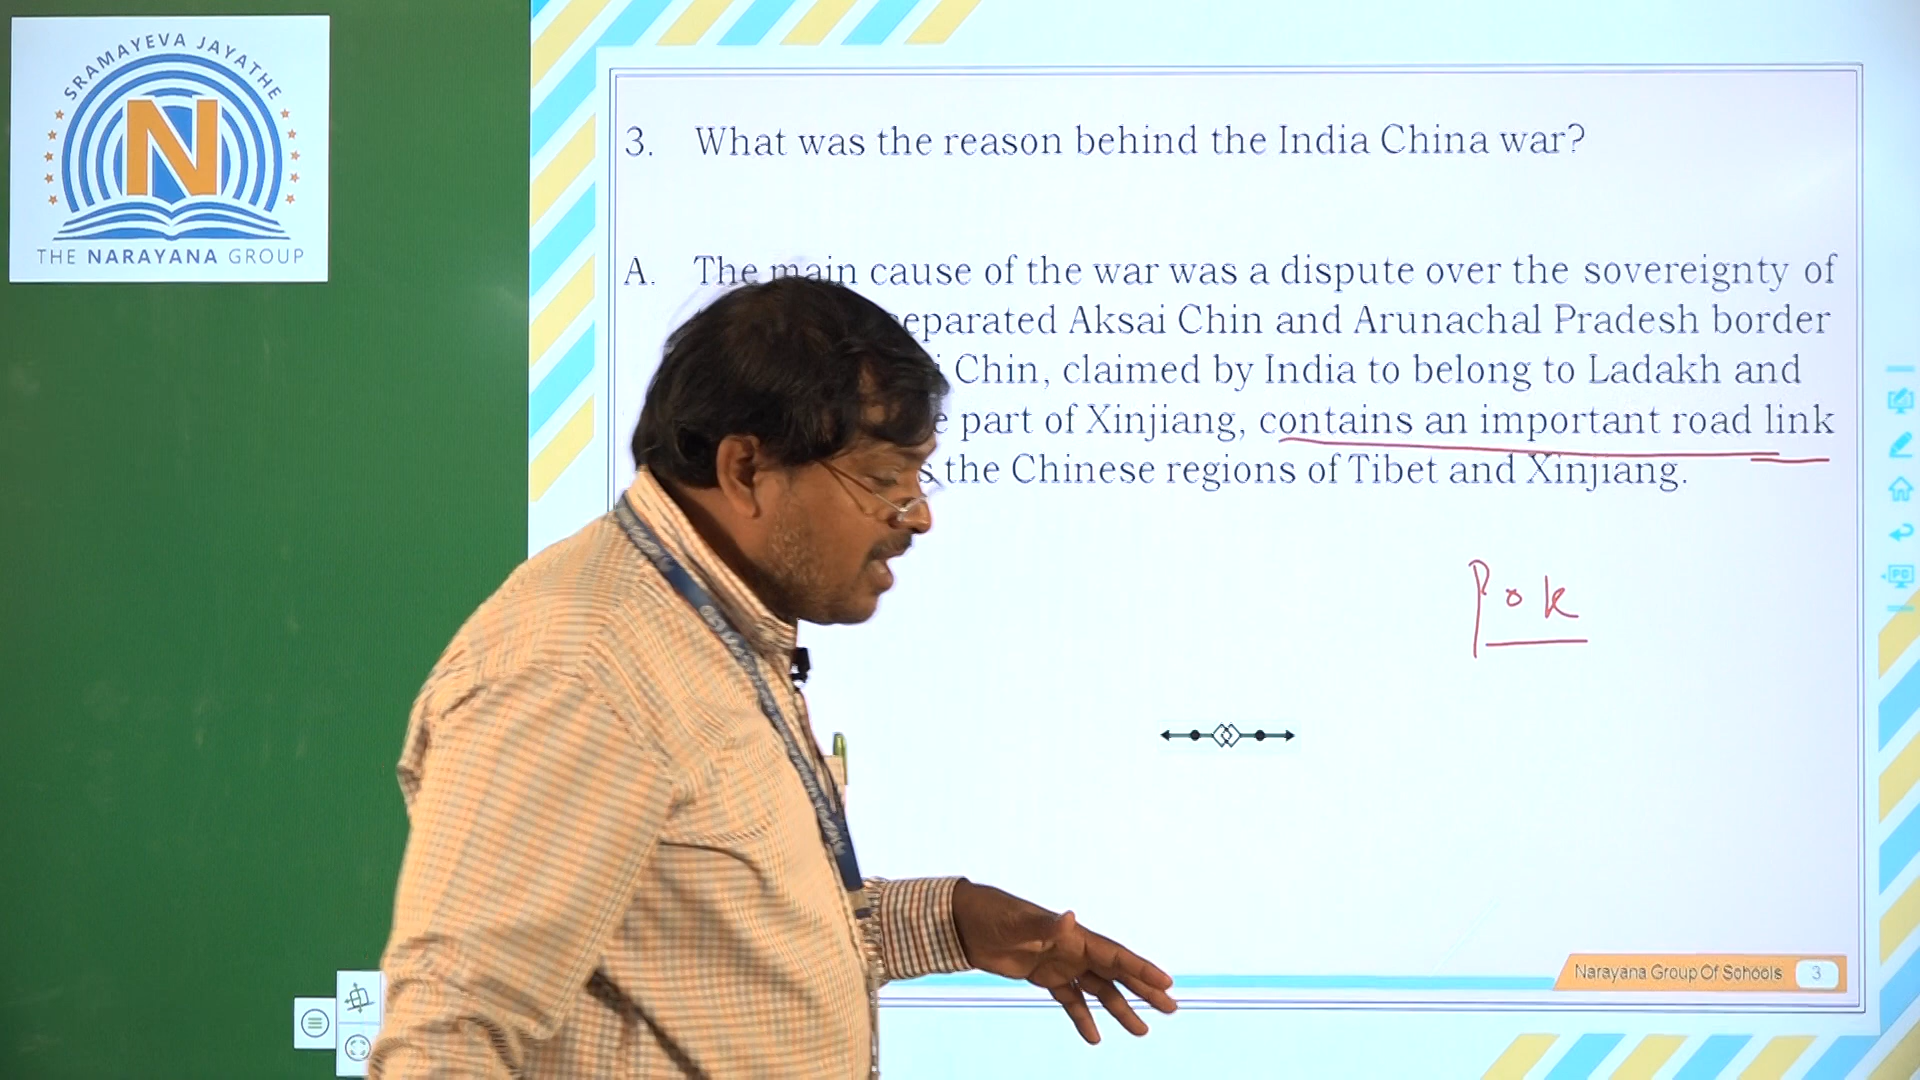 SRAMAYEVA JAYATHE
N
THE NARAYANA GROUP
3. What was the reason behind the India China war?
A. The main cause of the war was a dispute over the sovereignty of
separated Aksai Chin and Arunachal Pradesh border
Chin, claimed by India to belong to Ladakh and
part of Xinjiang, contains an important road link
the Chinese regions of Tibet and Xinjiang.
PoK
Narayana Group Of Schools 3